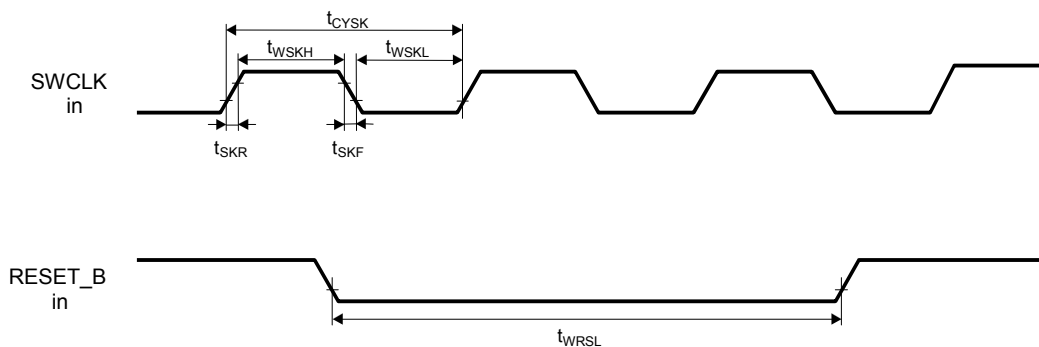 tCYSK
tWSKH
tWSKL
SWCLK
in
tSKR
tSKF
RESET_B
in
tWRSL